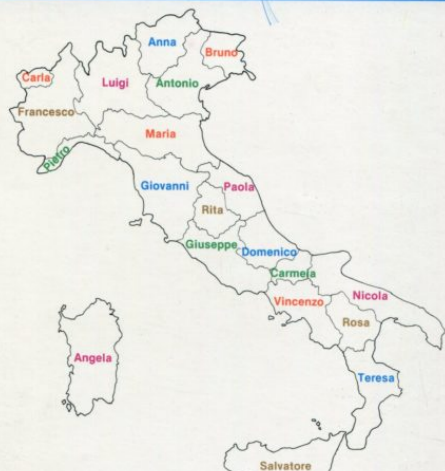 Anna
Bruno
Carla
Luigi
Antonio
Francesco
Maria
Pietro
Giovanni
Paola
Rita
Giuseppe
Domenico
Carmela
Vincenzo
Nicola
Rosa
Angela
Teresa
Salvatore